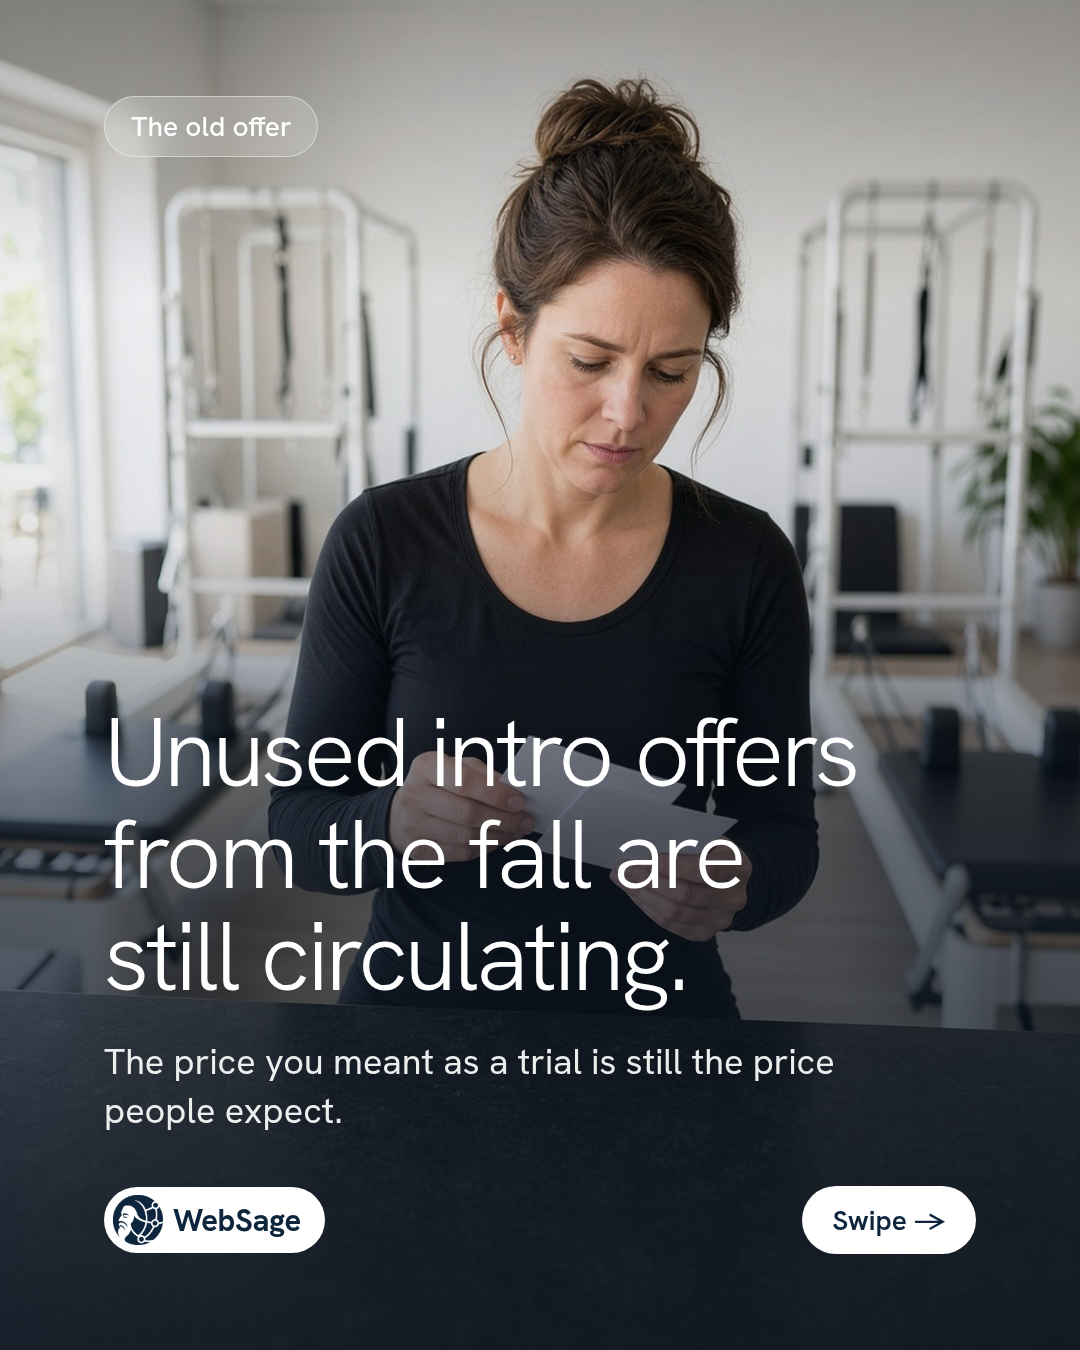 The old offer
Unused intro offers
from the fall are
still circulating.
The price you meant as a trial is still the price
people expect.
WebSage
Swipe →